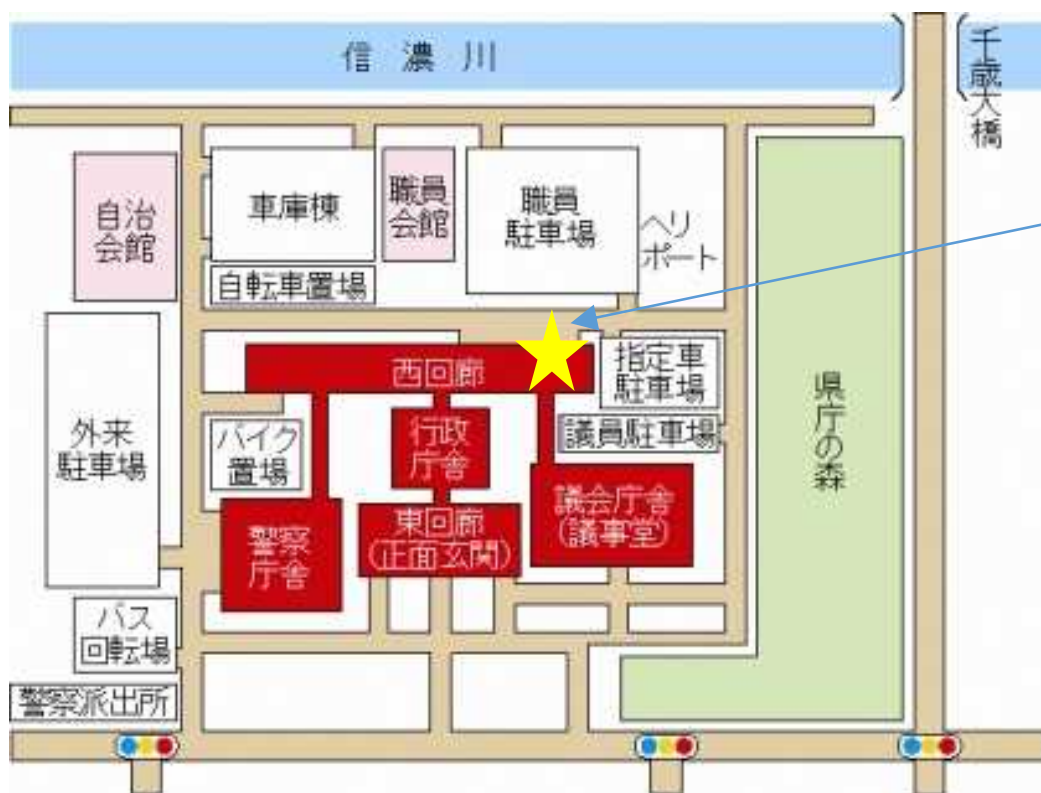 信濃川
千歳大橋
自治
会館
車庫棟
職員
会館
職員
駐車場
ヘリ
ポート
自転車置場
外来
駐車場
西回廊
指定車
駐車場
県庁の森
バイク
置場
行政
庁舎
議員駐車場
警察
庁舎
東回廊
(正面玄関)
議会庁舎
(議事堂)
バス
回転場
警察派出所